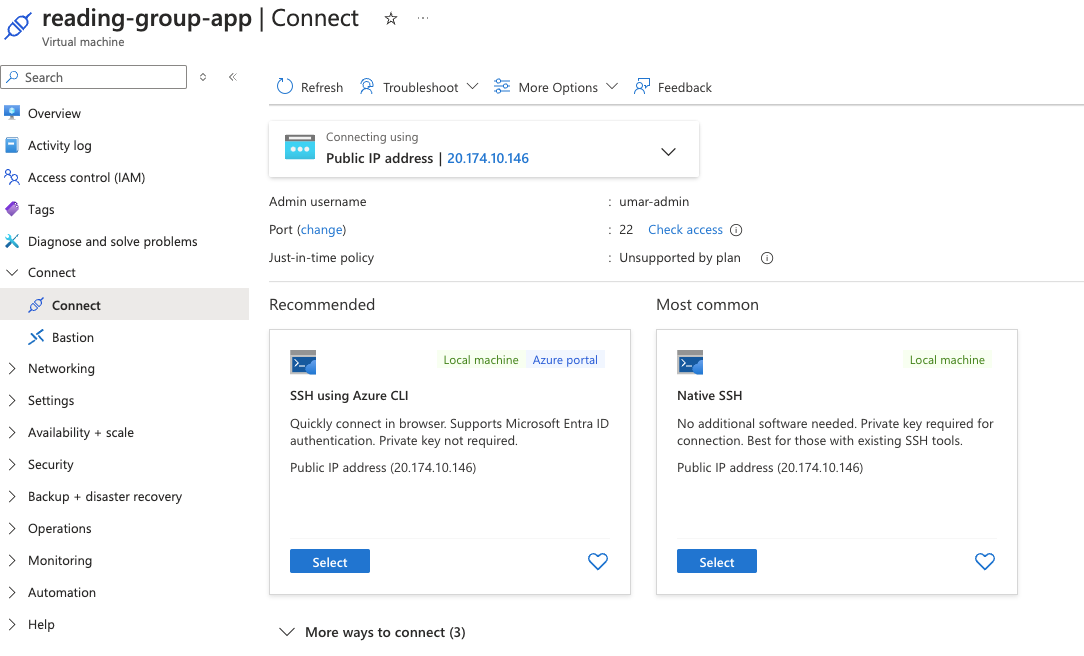 reading-group-app | Connect
Virtual machine
Search
Overview
Activity log
Access control (IAM)
Tags
Diagnose and solve problems
Connect
Connect
Bastion
Networking
Settings
Availability + scale
Security
Backup + disaster recovery
Operations
Monitoring
Automation
Help
Refresh Troubleshoot More Options Feedback
Connecting using
Public IP address | 20.174.10.146
Admin username : umar-admin
Port (change) : 22 Check access
Just-in-time policy : Unsupported by plan
Recommended
Local machine Azure portal
SSH using Azure CLI
Quickly connect in browser. Supports Microsoft Entra ID
authentication. Private key not required.
Public IP address (20.174.10.146)
Select
Most common
Local machine
Native SSH
No additional software needed. Private key required for
connection. Best for those with existing SSH tools.
Public IP address (20.174.10.146)
Select
More ways to connect (3)